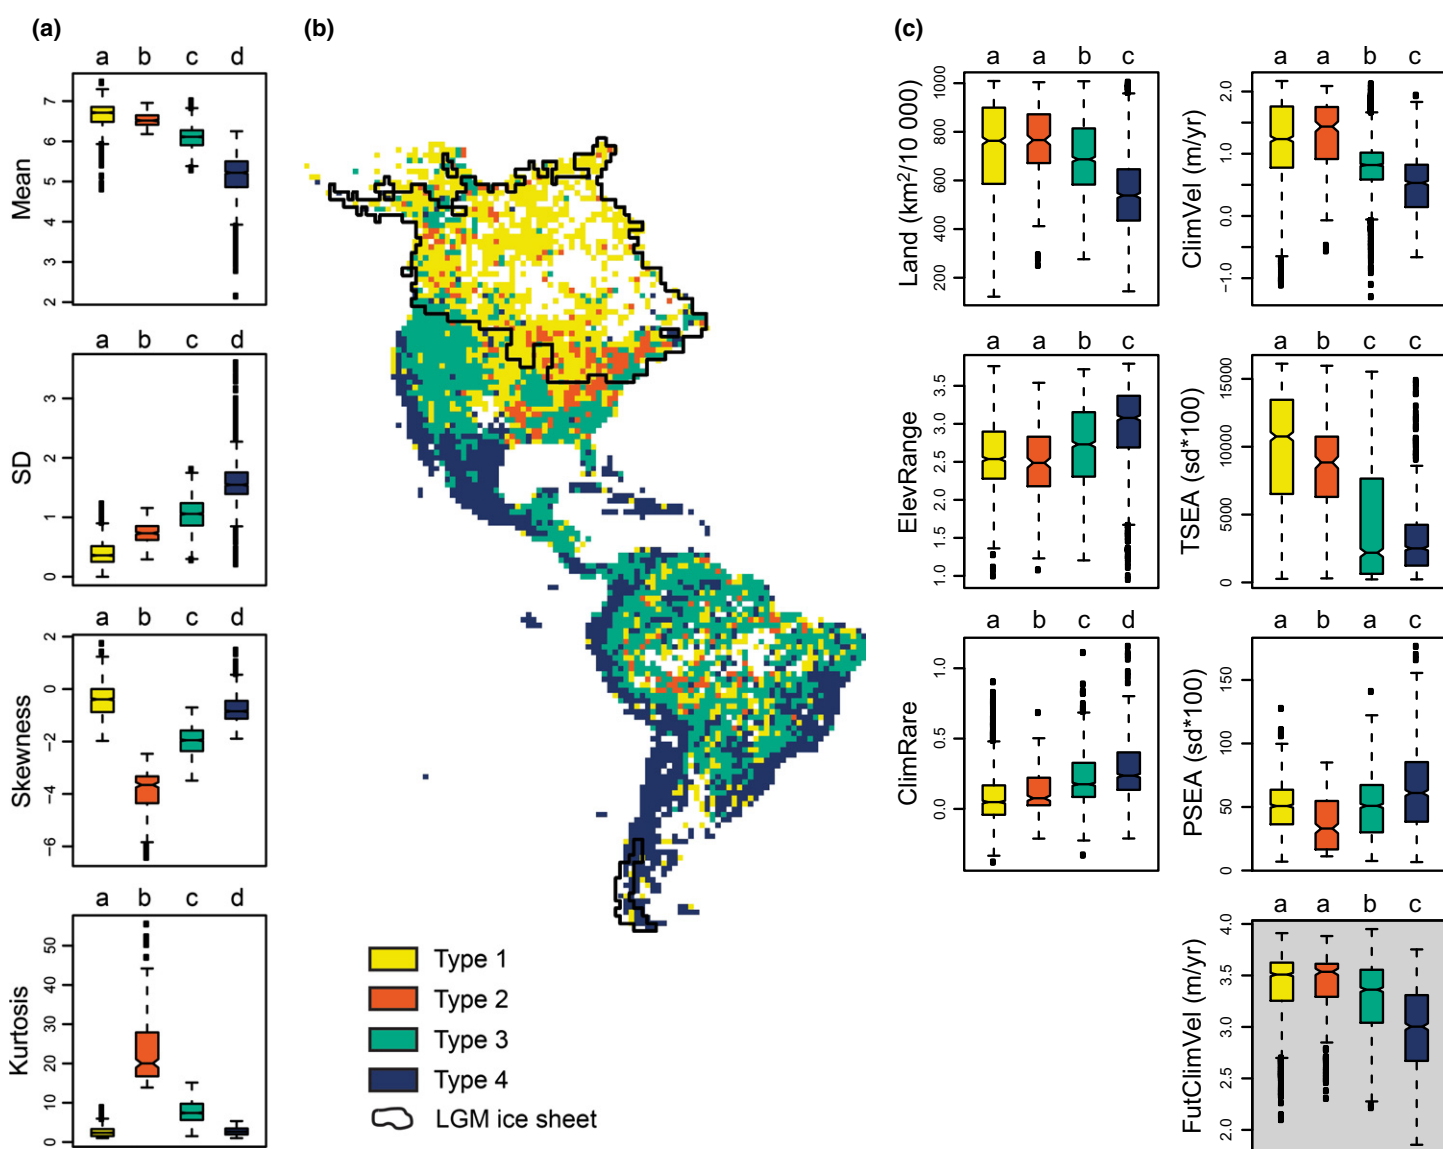 (a)
a b c d
Mean
7
6
5
4
3
2
a b c d
SD
3
2
1
0
a b c d
Skewness
2
0
−2
−4
−6
a b c d
Kurtosis
50
40
30
20
10
0
(b)
Type 1
Type 2
Type 3
Type 4
LGM ice sheet
(c)
a a b c
Land (km²/10 000)
1000
800
600
400
200
a a b c
ClimVel (m/yr)
2.0
1.0
0.0
−1.0
a a b c
ElevRange
3.5
3.0
2.5
2.0
1.5
1.0
a b c c
TSEA (sd*100)
15000
10000
5000
0
a b c d
ClimRare
1.0
0.5
0.0
a b a c
PSEA (sd*100)
150
100
50
0
a a b c
FutClimVel (m/yr)
4.0
3.5
3.0
2.5
2.0